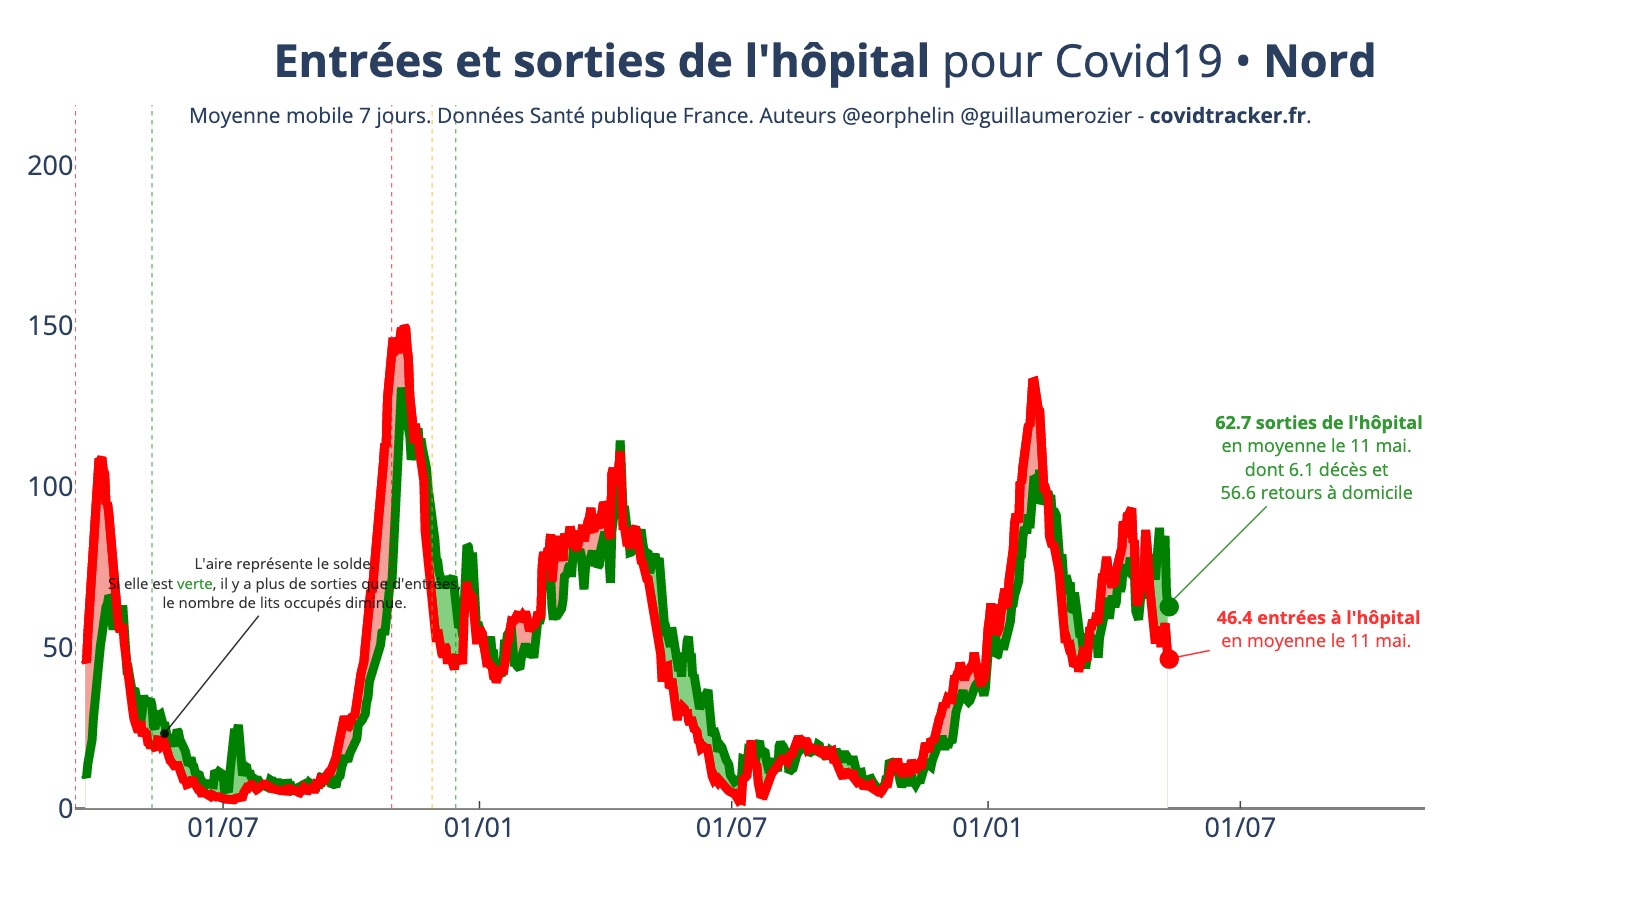 Entrées et sorties de l'hôpital pour Covid19 • Nord
Moyenne mobile 7 jours. Données Santé publique France. Auteurs @eorphelin @guillaumerozier - covidtracker.fr.
200
150
100
50
0
L'aire représente le solde.
Si elle est verte, il y a plus de sorties que d'entrées,
le nombre de lits occupés diminue.
62.7 sorties de l'hôpital
en moyenne le 11 mai.
dont 6.1 décès et
56.6 retours à domicile
46.4 entrées à l'hôpital
en moyenne le 11 mai.
01/07
01/01
01/07
01/01
01/07